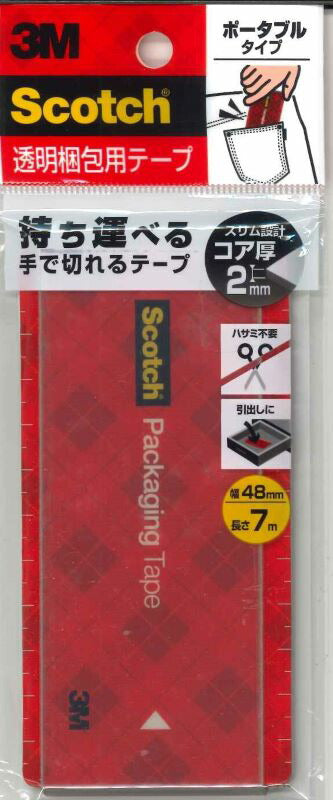 3M
Scotch
透明梱包用テープ
ポータブル
タイプ
持ち運べる
手で切れるテープ
スリム設計
コア厚
2mm
ハサミ不要
引出しに
幅48mm
長さ7m
Scotch
Packaging Tape
3M